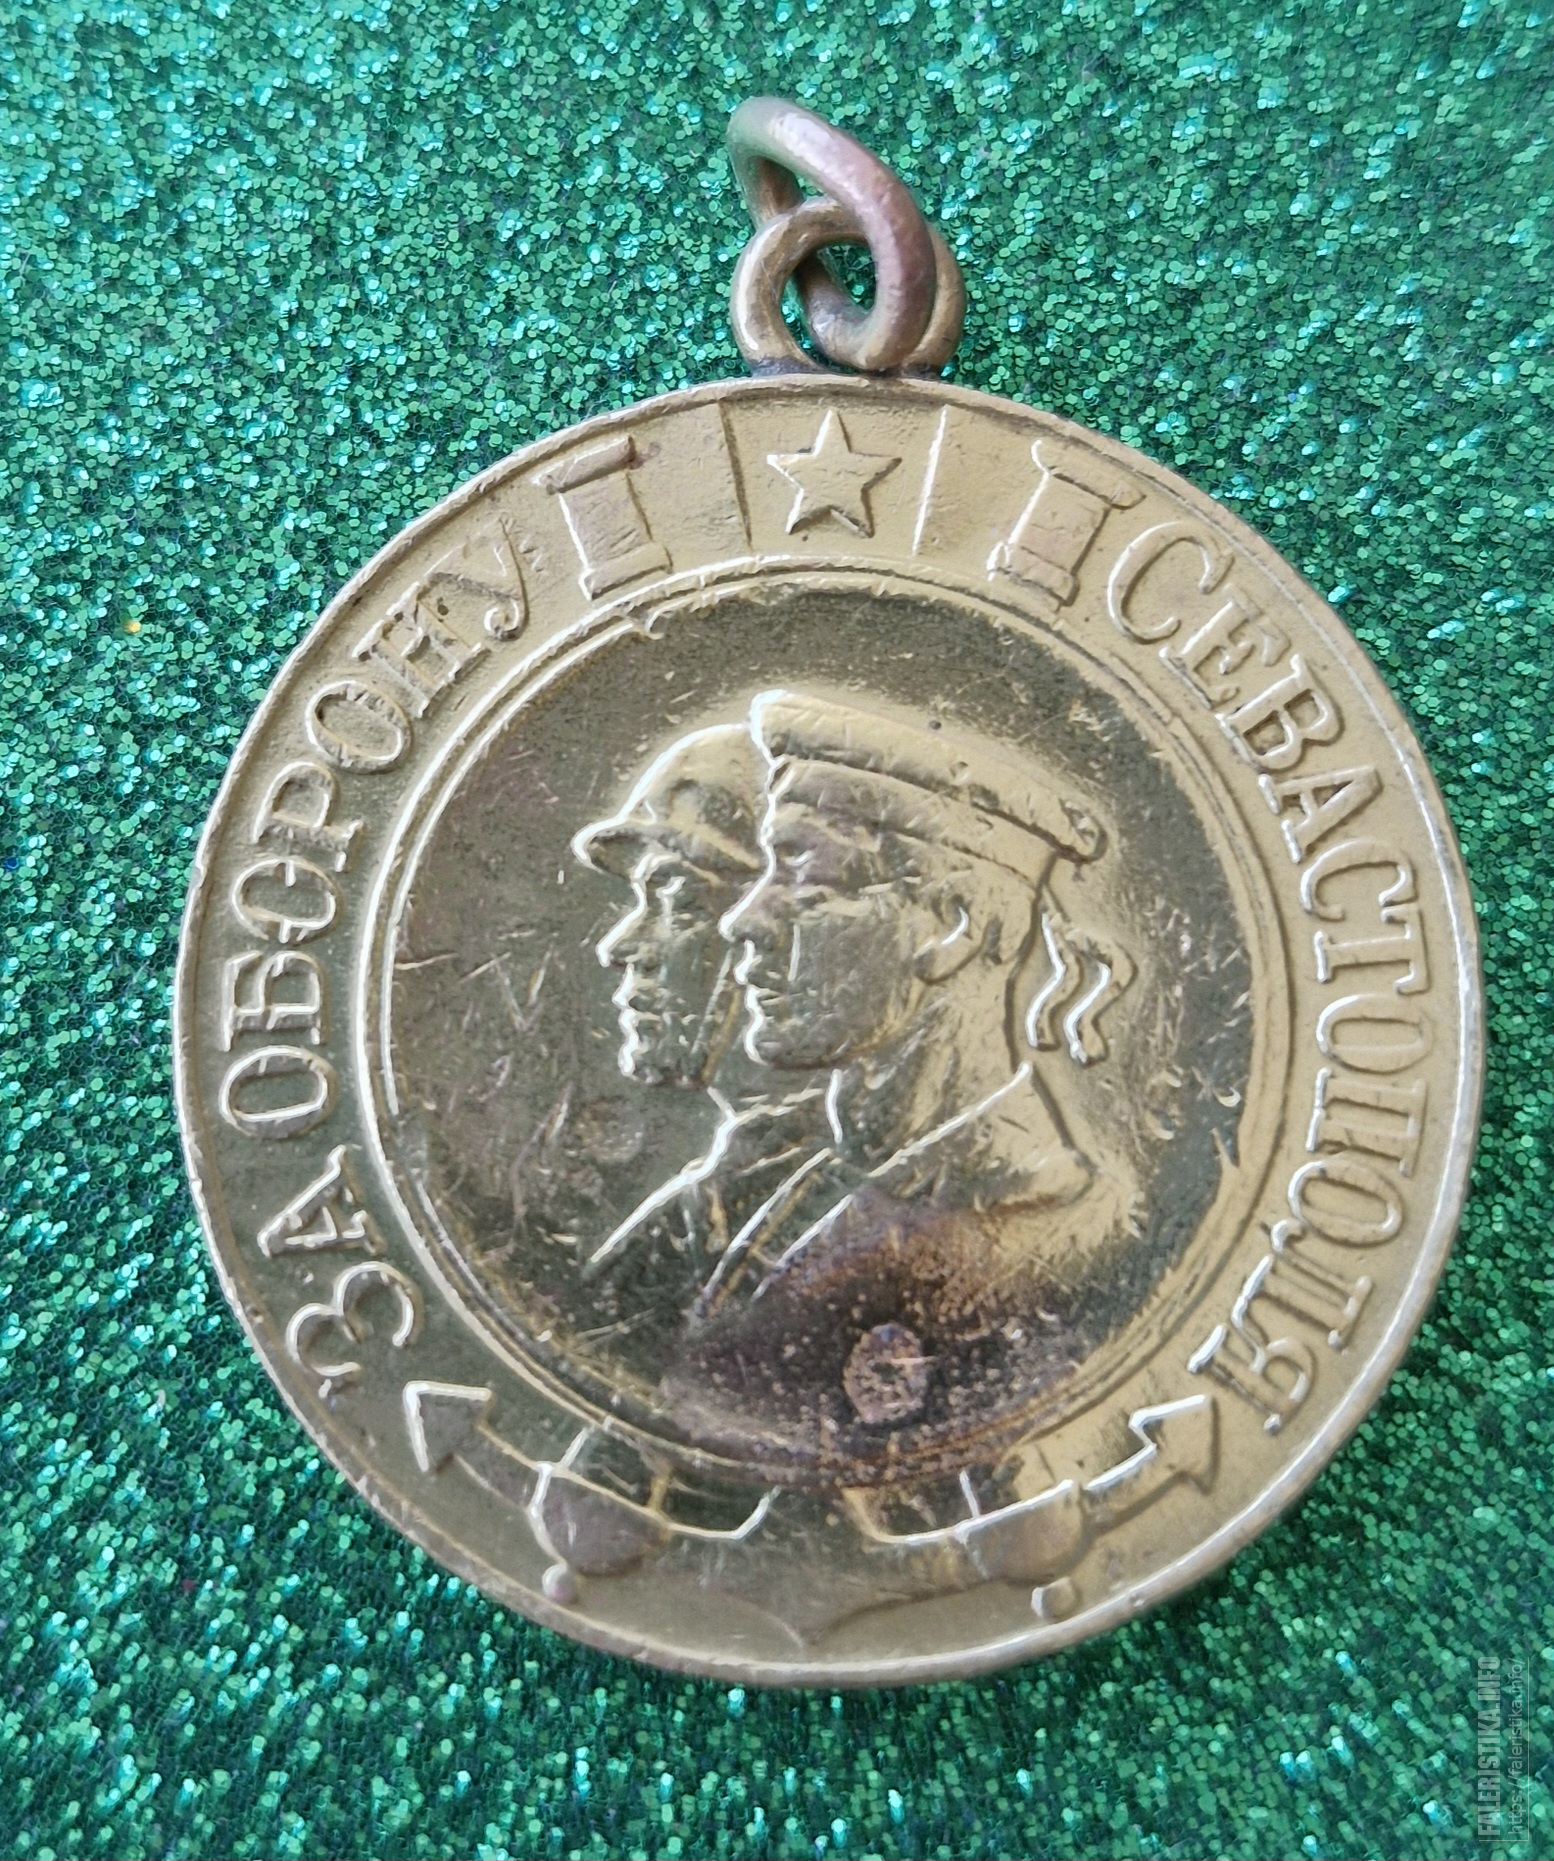 ЗА ОБОРОНУ
СЕВАСТОПОЛЯ
FALERISTIKA.INFO
https://faleristika.info/